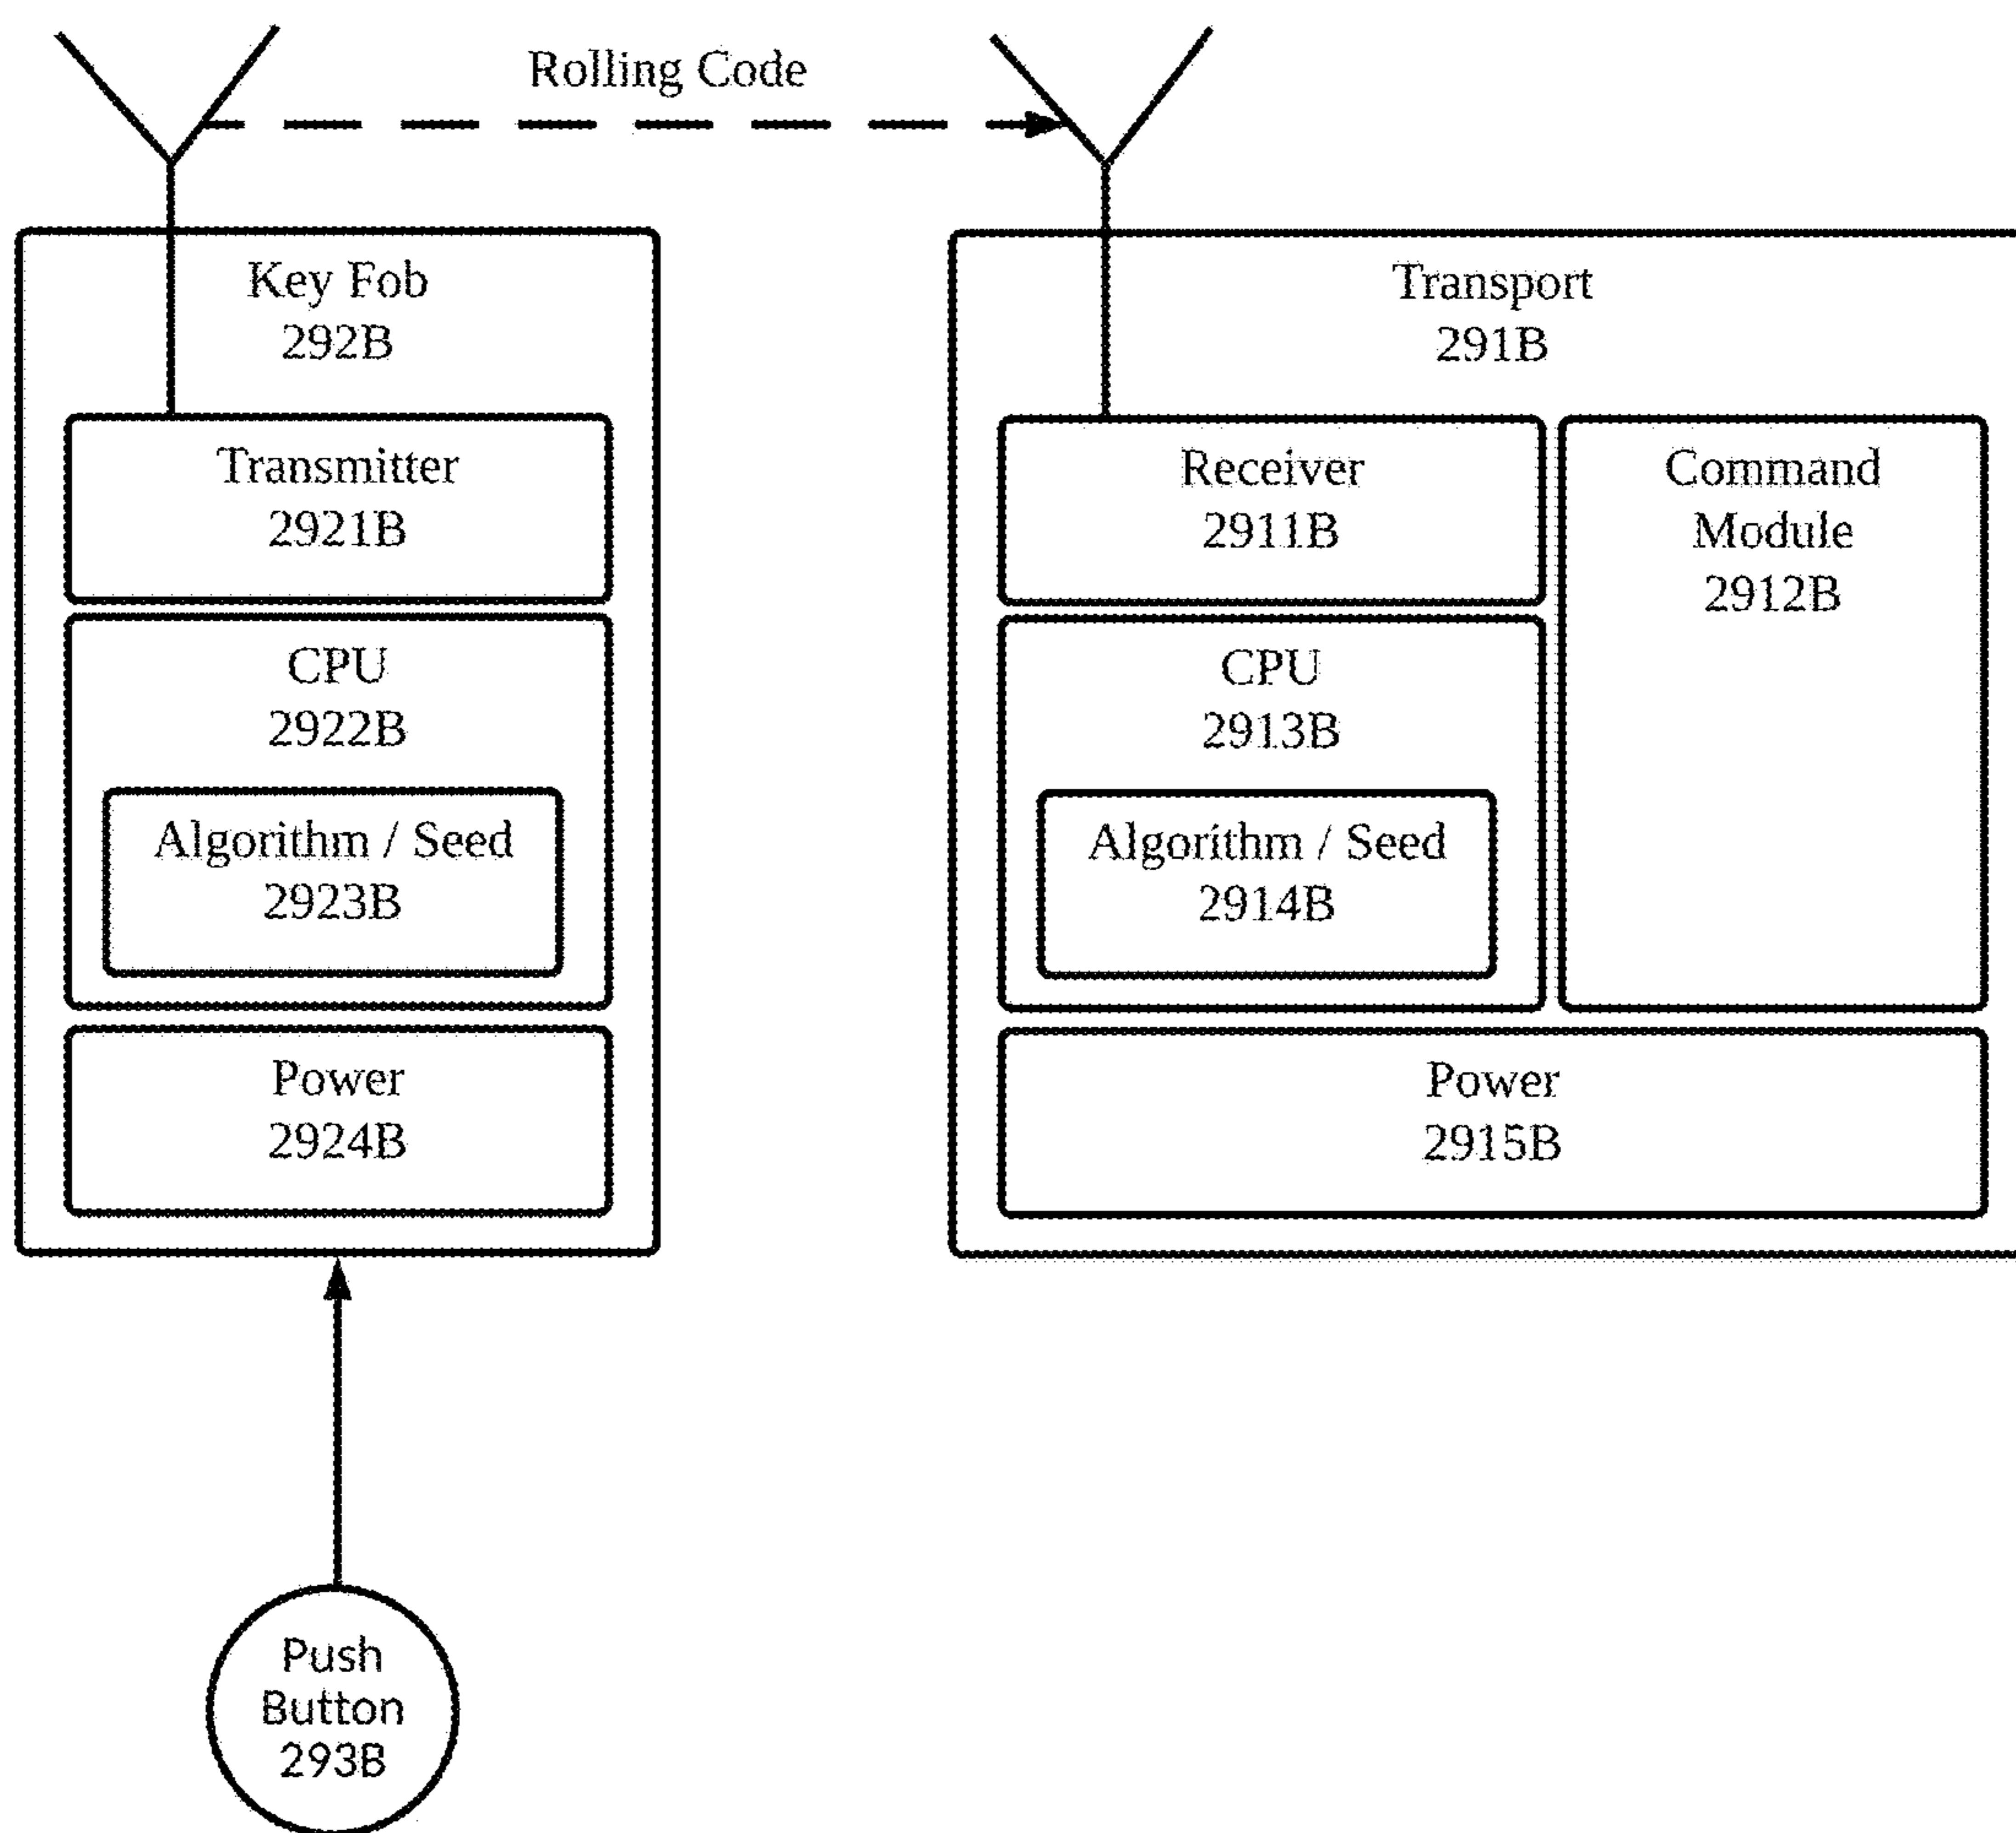 Rolling Code
Key Fob
292B
Transmitter
2921B
CPU
2922B
Algorithm / Seed
2923B
Power
2924B
Push
Button
293B
Transport
291B
Receiver
2911B
Command
Module
2912B
CPU
2913B
Algorithm / Seed
2914B
Power
2915B